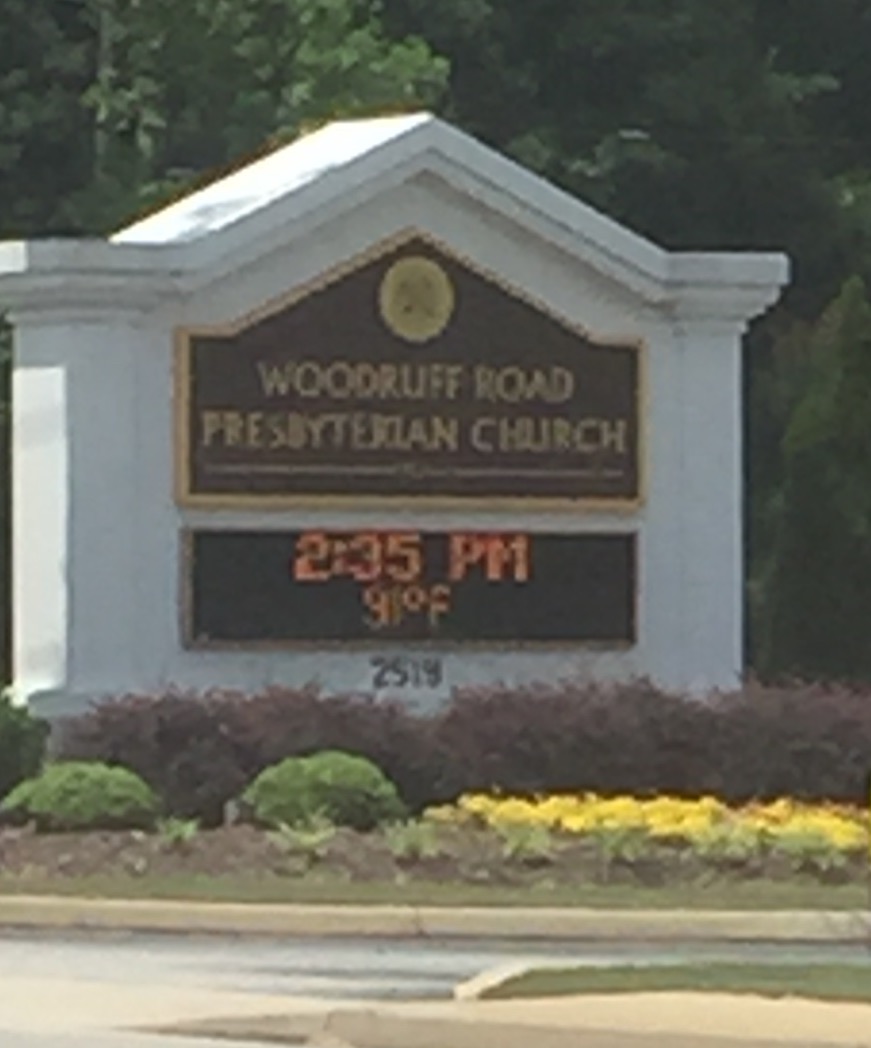 WOODRUFF ROAD
PRESBYTERIAN CHURCH
2:35 PM
91°F
2519